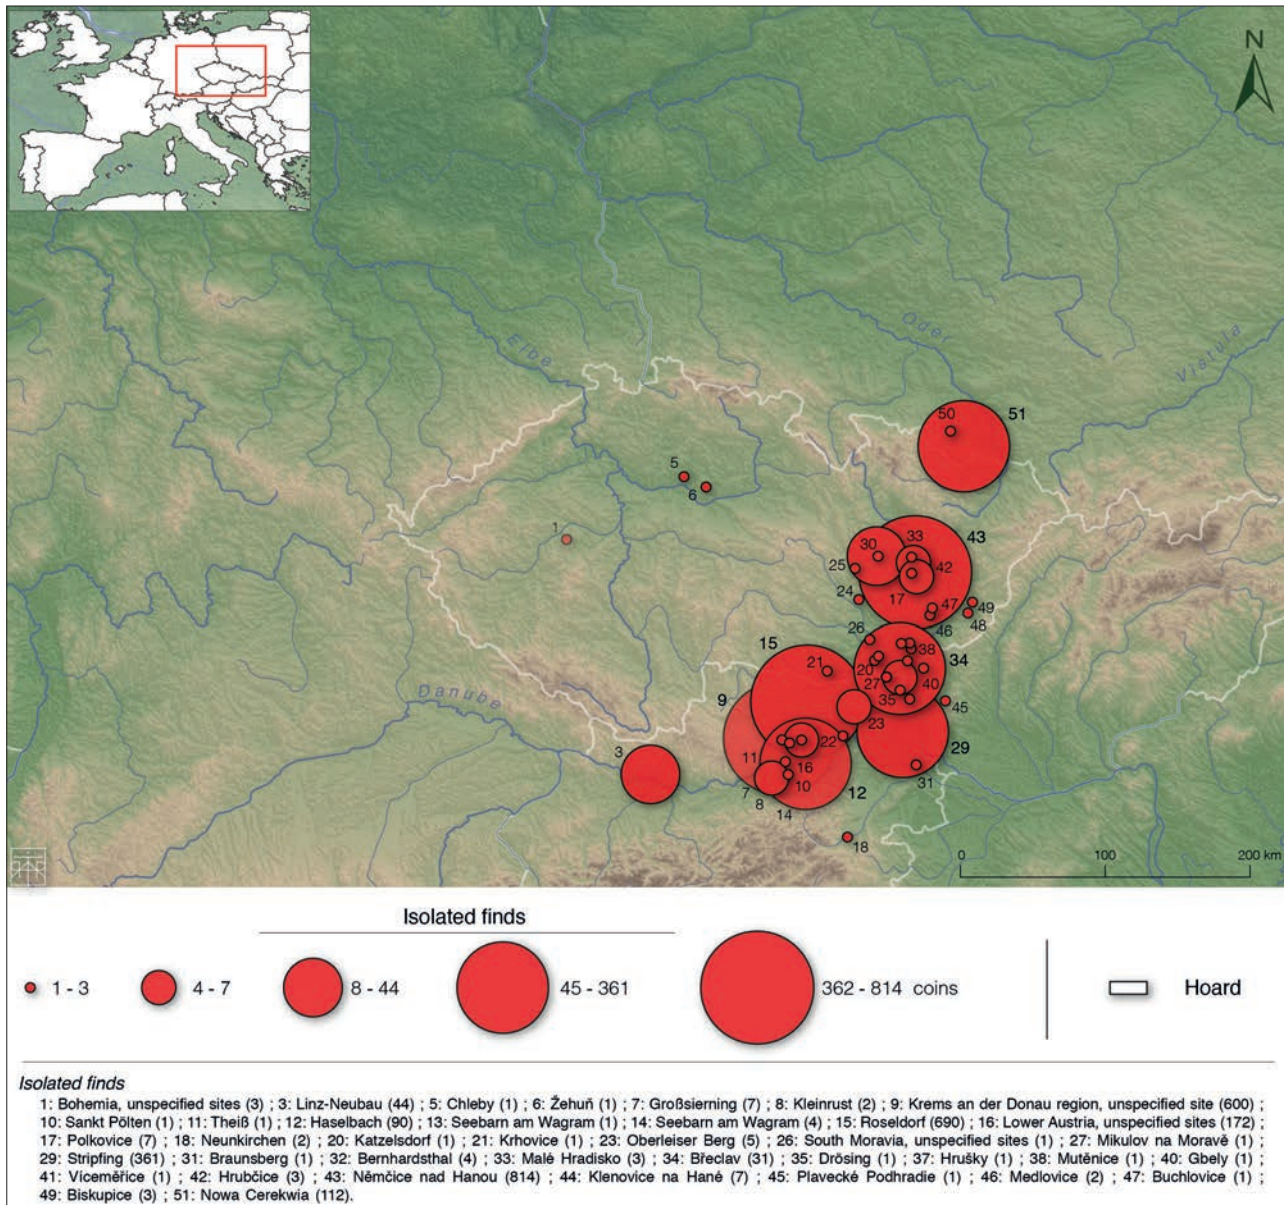 N
Elbe
Oder
Vistula
Danube
50
51
5
6
1
30
33
43
25
42
17
24
47
49
46
48
26
38
15
34
21
20
27
40
35
45
9
23
29
22
3
11
16
31
10
12
7
8
14
18
0 100 200 km
Isolated finds
1 - 3
4 - 7
8 - 44
45 - 361
362 - 814 coins
Hoard
Isolated finds
1: Bohemia, unspecified sites (3) ; 3: Linz-Neubau (44) ; 5: Chleby (1) ; 6: Žehuň (1) ; 7: Großsierning (7) ; 8: Kleinrust (2) ; 9: Krems an der Donau region, unspecified site (600) ;
10: Sankt Pölten (1) ; 11: Theiß (1) ; 12: Haselbach (90) ; 13: Seebarn am Wagram (1) ; 14: Seebarn am Wagram (4) ; 15: Roseldorf (690) ; 16: Lower Austria, unspecified sites (172) ;
17: Polkovice (7) ; 18: Neunkirchen (2) ; 20: Katzelsdorf (1) ; 21: Krhovice (1) ; 23: Oberleiser Berg (5) ; 26: South Moravia, unspecified sites (1) ; 27: Mikulov na Moravě (1) ;
29: Stripfing (361) ; 31: Braunsberg (1) ; 32: Bernhardsthal (4) ; 33: Malé Hradisko (3) ; 34: Břeclav (31) ; 35: Drösing (1) ; 37: Hrušky (1) ; 38: Mutěnice (1) ; 40: Gbely (1) ;
41: Víceměřice (1) ; 42: Hrubčice (3) ; 43: Němčice nad Hanou (814) ; 44: Klenovice na Hané (7) ; 45: Plavecké Podhradie (1) ; 46: Medlovice (2) ; 47: Buchlovice (1) ;
49: Biskupice (3) ; 51: Nowa Cerekwia (112).